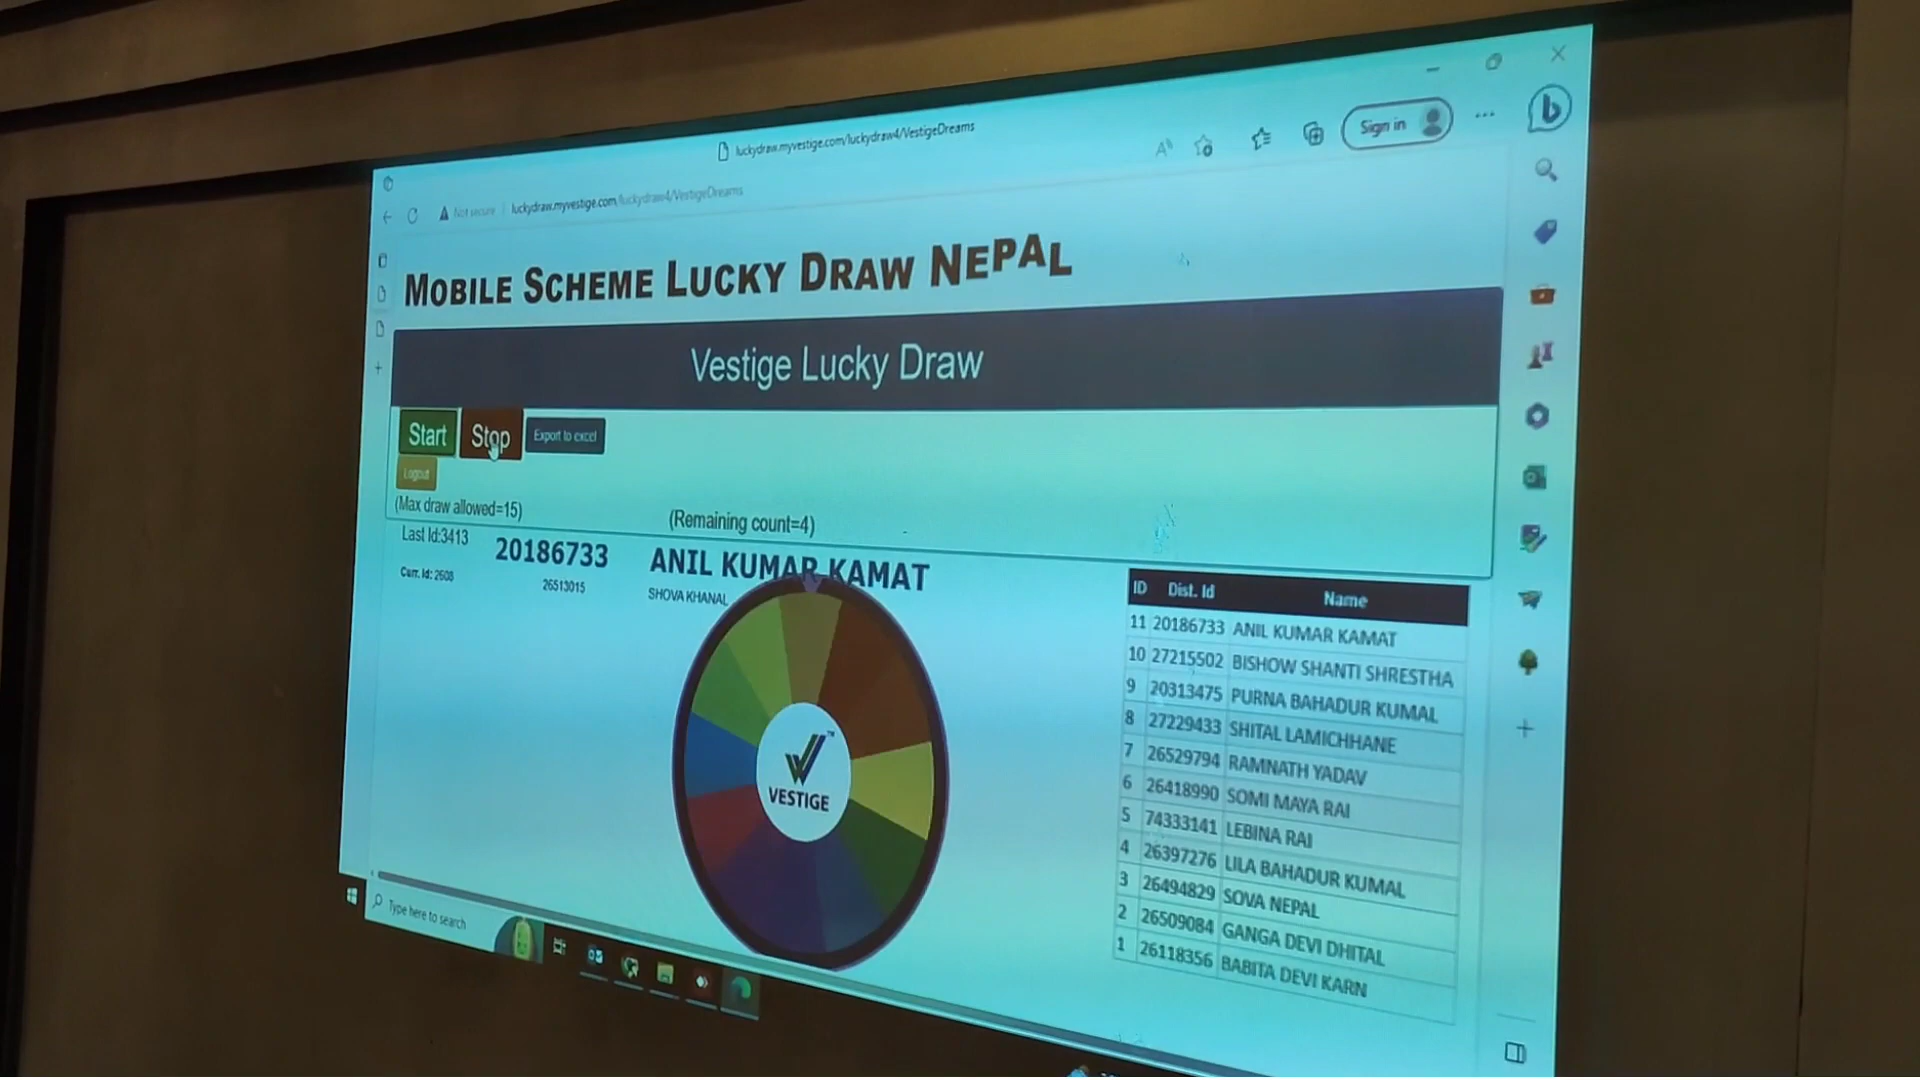 luckydraw.myvestige.com/luckydraw4/VestigeDreams
Sign in
Not secure luckydraw.myvestige.com/luckydraw4/VestigeDreams
MOBILE SCHEME LUCKY DRAW NEPAL
Vestige Lucky Draw
Start Stop Export to excel
Logout
(Max draw allowed=15) (Remaining count=4)
Last Id:3413 20186733 ANIL KUMAR KAMAT
Curr. Id: 2508 26513015 SHOVA KHANAL
VESTIGE
ID Dist. Id Name
11 20186733 ANIL KUMAR KAMAT
10 27215502 BISHOW SHANTI SHRESTHA
9 20313475 PURNA BAHADUR KUMAL
8 27229433 SHITAL LAMICHHANE
7 26529794 RAMNATH YADAV
6 26418990 SOMI MAYA RAI
5 74333141 LEBINA RAI
4 26397276 LILA BAHADUR KUMAL
3 26494829 SOVA NEPAL
2 26509084 GANGA DEVI DHITAL
1 26118356 BABITA DEVI KARN
Type here to search